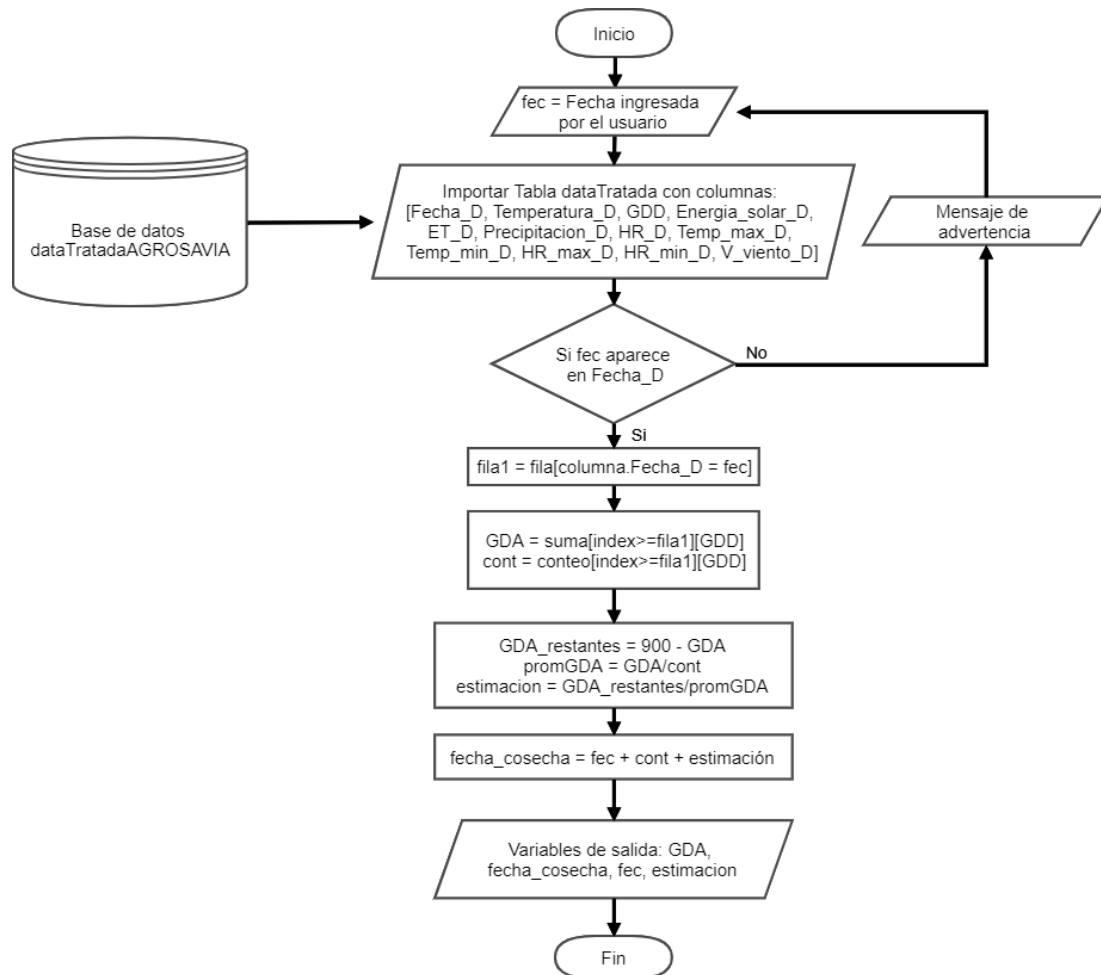 Inicio
fec = Fecha ingresada
por el usuario
Base de datos
dataTratadaAGROSAVIA
Importar Tabla dataTratada con columnas:
[Fecha_D, Temperatura_D, GDD, Energia_solar_D,
ET_D, Precipitacion_D, HR_D, Temp_max_D,
Temp_min_D, HR_max_D, HR_min_D, V_viento_D]
Mensaje de
advertencia
Si fec aparece
en Fecha_D
No
Si
fila1 = fila[columna.Fecha_D = fec]
GDA = suma[index>=fila1][GDD]
cont = conteo[index>=fila1][GDD]
GDA_restantes = 900 - GDA
promGDA = GDA/cont
estimacion = GDA_restantes/promGDA
fecha_cosecha = fec + cont + estimación
Variables de salida: GDA,
fecha_cosecha, fec, estimacion
Fin